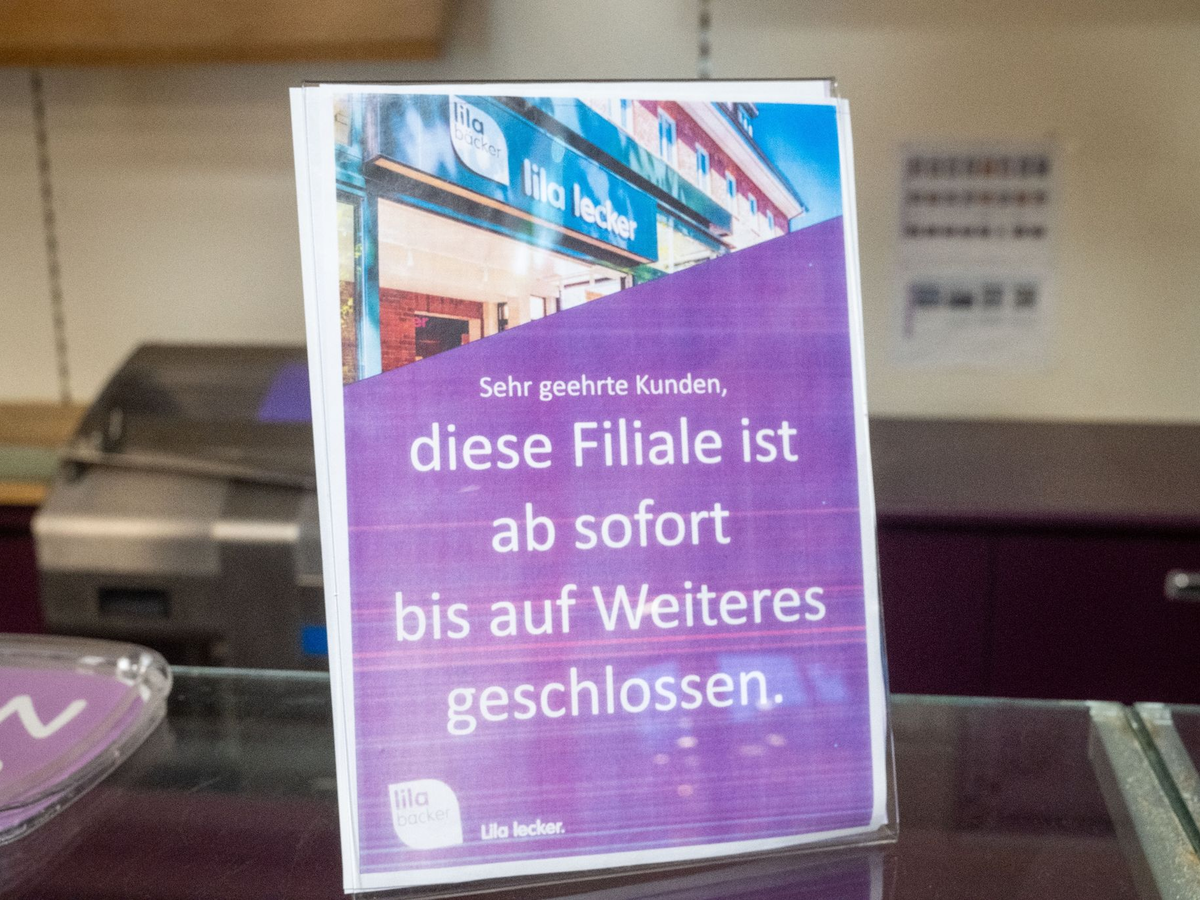 lila
bäcker
lila lecker
Sehr geehrte Kunden,
diese Filiale ist
ab sofort
bis auf Weiteres
geschlossen.
lila
bäcker
Lila lecker.